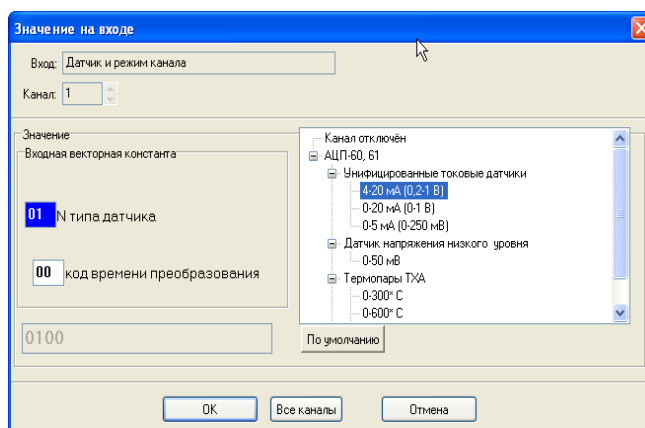 Значение на входе
Вход: Датчик и режим канала
Канал: 1
Значение
Входная векторная константа
01 N типа датчика
00 код времени преобразования
0100
Канал отключён
АЦП-60, 61
Унифицированные токовые датчики
4-20 мА (0,2-1 В)
0-20 мА (0-1 В)
0-5 мА (0-250 мВ)
Датчик напряжения низкого уровня
0-50 мВ
Термопары ТХА
0-300* С
0-600* С
По умолчанию
OK
Все каналы
Отмена